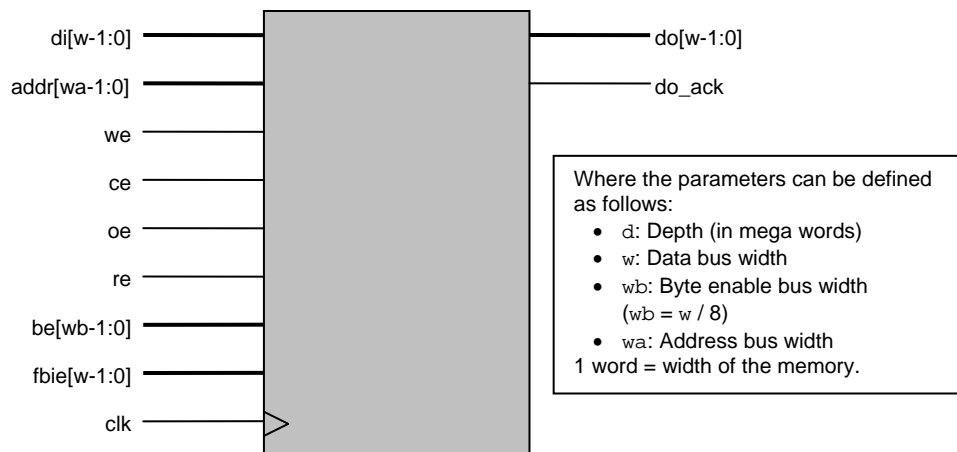 di[w-1:0]
addr[wa-1:0]
we
ce
oe
re
be[wb-1:0]
fbie[w-1:0]
clk
do[w-1:0]
do_ack
Where the parameters can be defined
as follows:
• d: Depth (in mega words)
• w: Data bus width
• wb: Byte enable bus width
(wb = w / 8)
• wa: Address bus width
1 word = width of the memory.